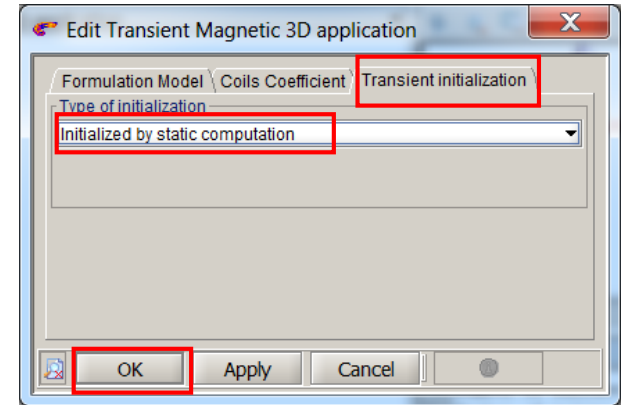 Edit Transient Magnetic 3D application
Formulation Model Coils Coefficient Transient initialization
Type of initialization
Initialized by static computation
OK Apply Cancel